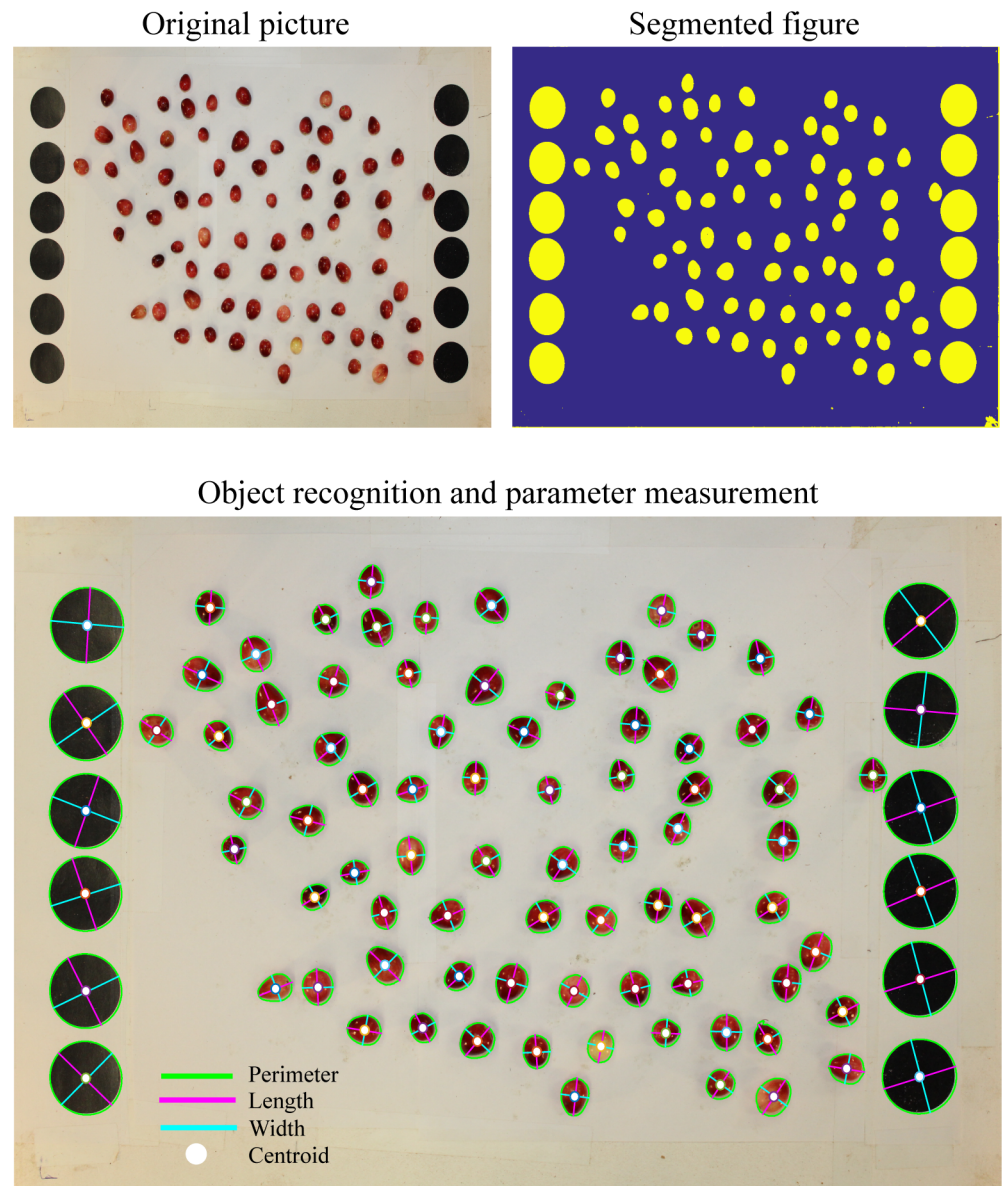 Original picture
Segmented figure
Object recognition and parameter measurement
Perimeter
Length
Width
Centroid